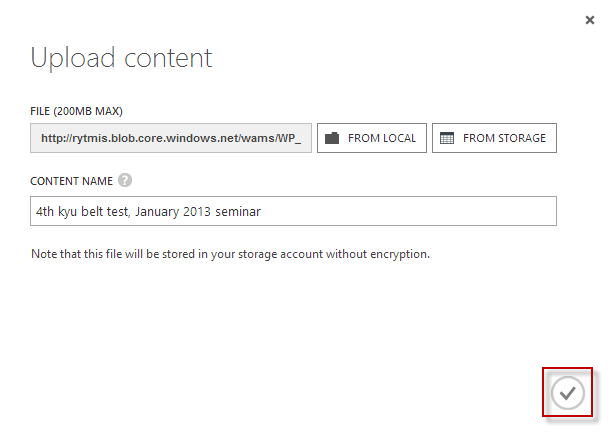 Upload content
FILE (200MB MAX)
http://rytmis.blob.core.windows.net/wams/WP_
FROM LOCAL
FROM STORAGE
CONTENT NAME ?
4th kyu belt test, January 2013 seminar
Note that this file will be stored in your storage account without encryption.